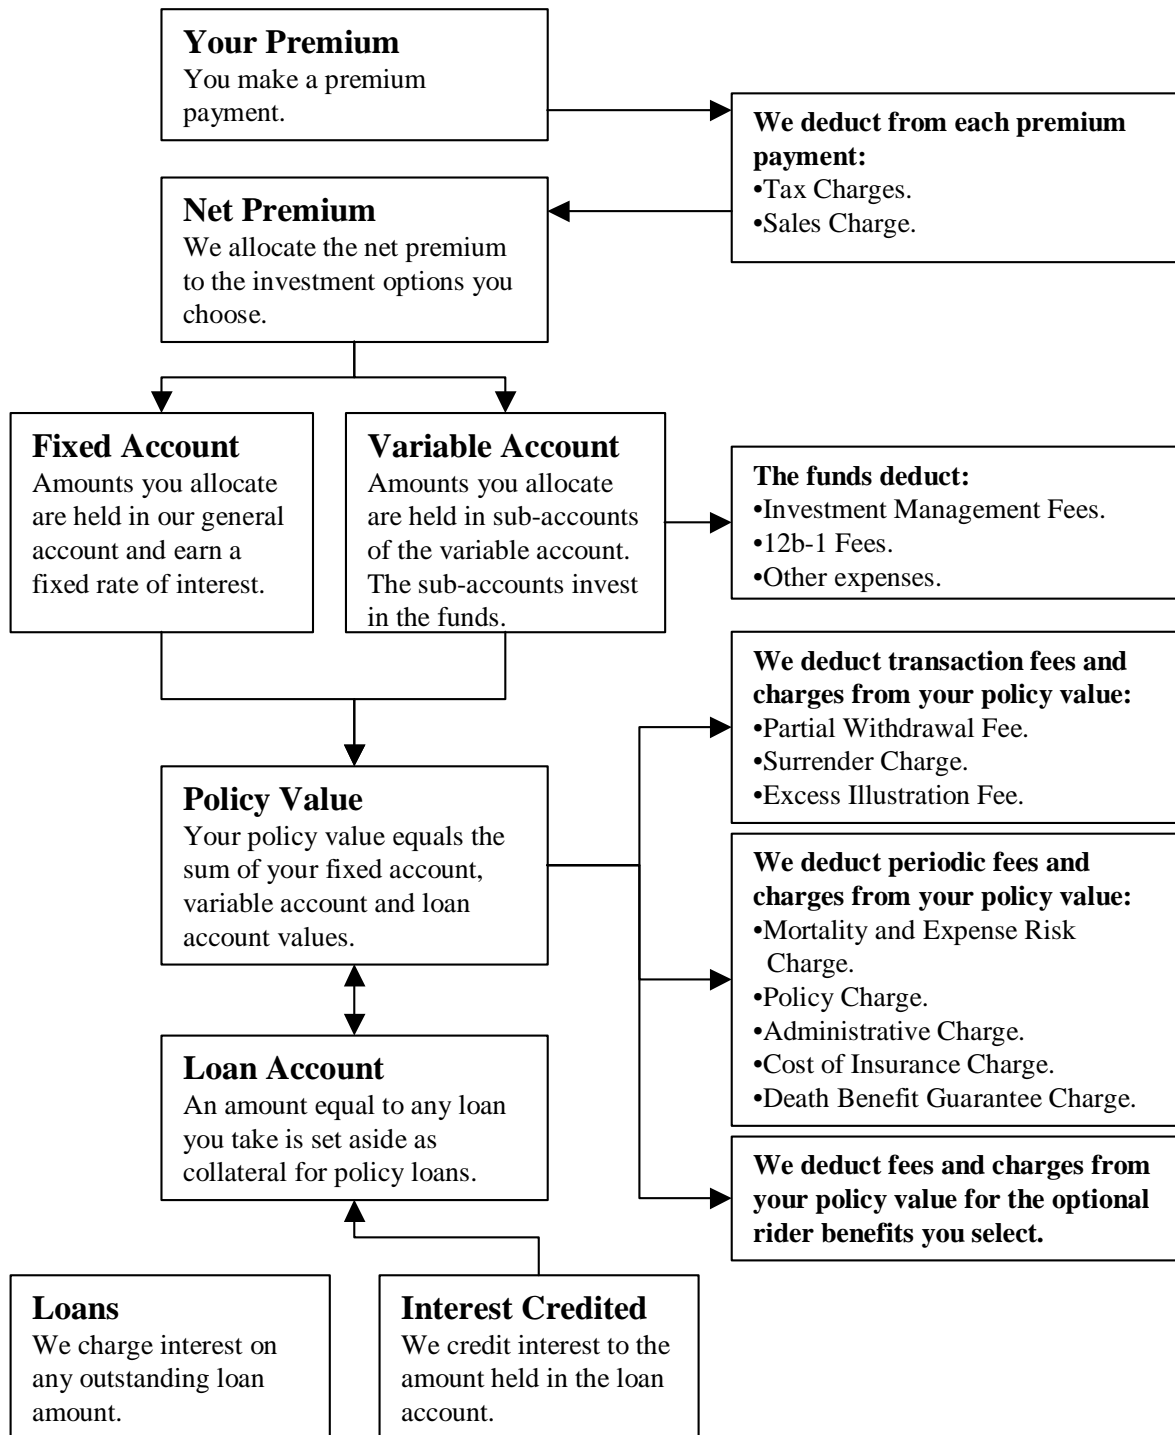 Your Premium
You make a premium
payment.
We deduct from each premium
payment:
•Tax Charges.
•Sales Charge.
Net Premium
We allocate the net premium
to the investment options you
choose.
Fixed Account
Amounts you allocate
are held in our general
account and earn a
fixed rate of interest.
Variable Account
Amounts you allocate
are held in sub-accounts
of the variable account.
The sub-accounts invest
in the funds.
The funds deduct:
•Investment Management Fees.
•12b-1 Fees.
•Other expenses.
We deduct transaction fees and
charges from your policy value:
•Partial Withdrawal Fee.
•Surrender Charge.
•Excess Illustration Fee.
Policy Value
Your policy value equals the
sum of your fixed account,
variable account and loan
account values.
We deduct periodic fees and
charges from your policy value:
•Mortality and Expense Risk
Charge.
•Policy Charge.
•Administrative Charge.
•Cost of Insurance Charge.
•Death Benefit Guarantee Charge.
Loan Account
An amount equal to any loan
you take is set aside as
collateral for policy loans.
We deduct fees and charges from
your policy value for the optional
rider benefits you select.
Loans
We charge interest on
any outstanding loan
amount.
Interest Credited
We credit interest to the
amount held in the loan
account.